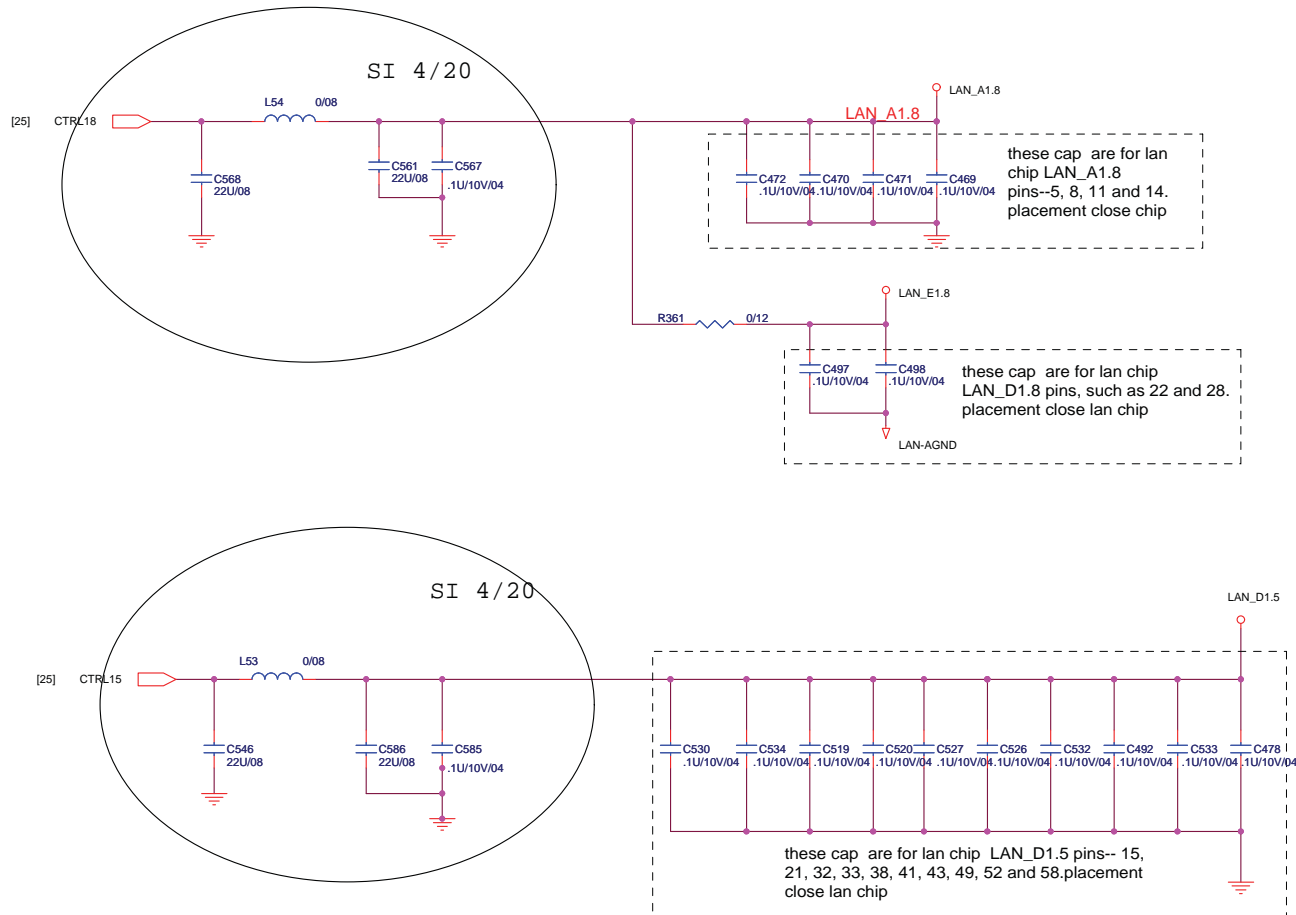 SI 4/20
[25]
CTRL18
L54
0/08
C568
22U/08
C561
22U/08
C567
.1U/10V/04
LAN_A1.8
LAN_A1.8
C472
.1U/10V/04
C470
.1U/10V/04
C471
.1U/10V/04
C469
.1U/10V/04
these cap are for lan
chip LAN_A1.8
pins--5, 8, 11 and 14.
placement close chip
R361
0/12
LAN_E1.8
C497
.1U/10V/04
C498
.1U/10V/04
LAN-AGND
these cap are for lan chip
LAN_D1.8 pins, such as 22 and 28.
placement close lan chip
SI 4/20
[25]
CTRL15
L53
0/08
C546
22U/08
C586
22U/08
C585
.1U/10V/04
LAN_D1.5
C530
.1U/10V/04
C534
.1U/10V/04
C519
.1U/10V/04
C520
.1U/10V/04
C527
.1U/10V/04
C526
.1U/10V/04
C532
.1U/10V/04
C492
.1U/10V/04
C533
.1U/10V/04
C478
.1U/10V/04
these cap are for lan chip LAN_D1.5 pins-- 15,
21, 32, 33, 38, 41, 43, 49, 52 and 58.placement
close lan chip